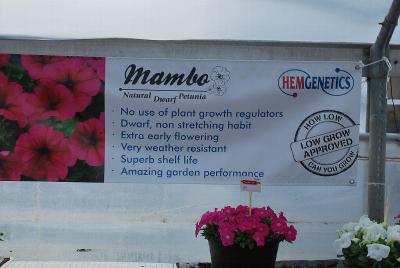 Mambo
Natural Dwarf Petunia
HEMGENETICS
· No use of plant growth regulators
· Dwarf, non stretching habit
· Extra early flowering
· Very weather resist
· Superb shelf life
· Amazing garden performance
HOW LOW
LOW GROW
APPROVED
CAN YOU GROW